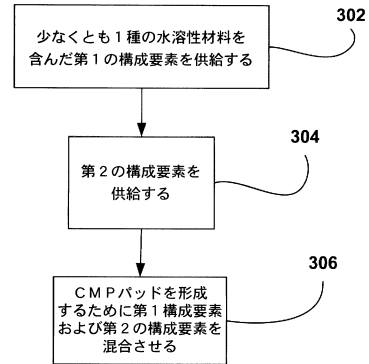 302
少なくとも1種の水溶性材料を
含んだ第1の構成要素を供給する
304
第2の構成要素を
供給する
306
CMPパッドを形成
するために第1構成要素
および第2の構成要素を
混合させる